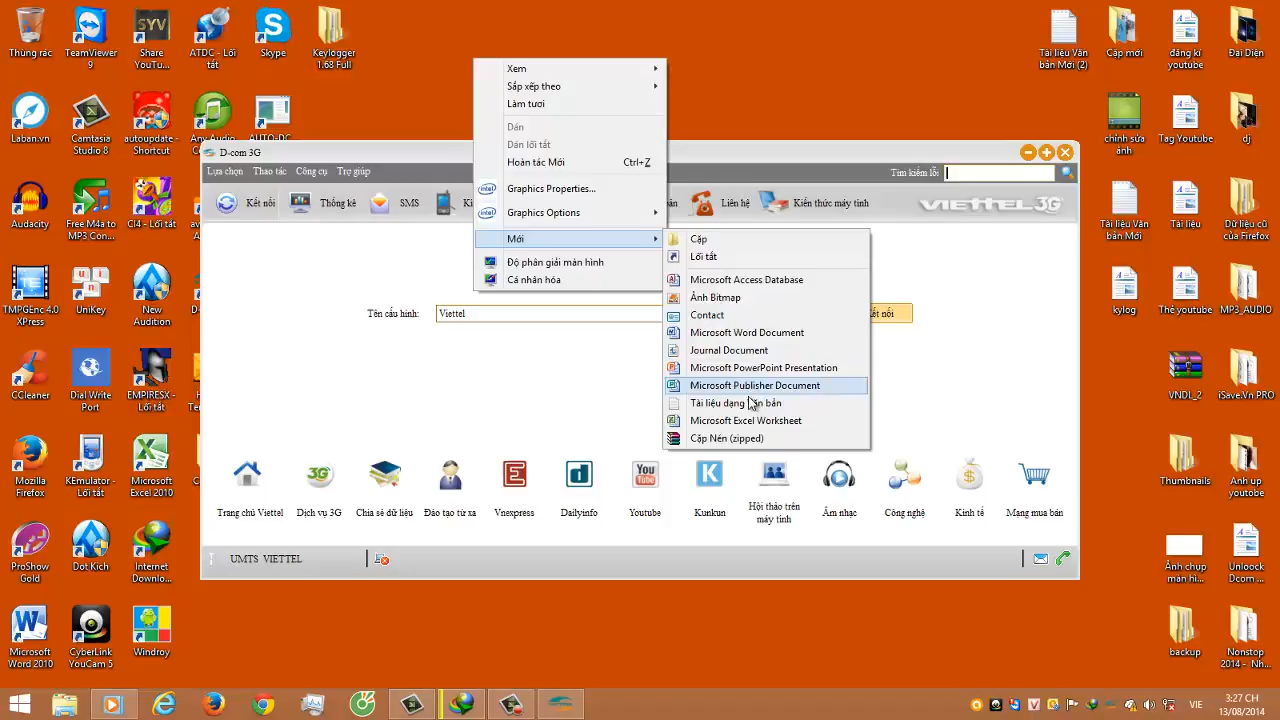 Thùng rác
TeamViewer
9
Share
YouTu...
ATDC - Lối
tắt
Skype
Keylogger
1.68 Full
Tài liệu Văn
bản Mới (2)
Cặp mới
đăng kí
youtube
Đại Diện
Laban.vn
Camtasia
Studio 8
autoupdate -
Shortcut
Any Audio
AUTO-DC
chỉnh sửa
ảnh
Tag Youtube
dj
Audacity
Free M4a to
MP3 Con...
CI4 - Lối tắt
Tài liệu Văn
bản Mới
Tài liệu
Dữ liệu cũ
của Firefox
TMPGEnc 4.0
XPress
UniKey
New
Audition
kylog
Thẻ youtube
MP3_AUDIO
CCleaner
Dial Write
Port
EMPIRESX -
Lối tắt
VNDL_2
iSave.Vn PRO
Mozilla
Firefox
KEmulator -
Lối tắt
Microsoft
Excel 2010
Thumbnails
Anh up
youtobe
ProShow
Gold
Dot Kich
Internet
Downlo...
Ảnh chụp
màn hì...
Unloock
Dcom ...
Microsoft
Word 2010
CyberLink
YouCam 5
Windroy
backup
Nonstop
2014 - Nh...
D-com 3G
Lựa chọn Thao tác Công cụ Trợ giúp
Tìm kiếm lỗi
Kết nối Thống kê SMS
Liên hệ Kiến thức máy tính
VIETTEL 3G
Tên cấu hình: Viettel
Trang chủ Viettel
Dịch vụ 3G
Chia sẻ dữ liệu
Đào tạo từ xa
Vnexpress
Dailyinfo
Youtube
Kunkun
Hội thảo trên
máy tính
Âm nhạc
Công nghệ
Kinh tế
Mạng mua bán
UMTS VIETTEL
Xem
Sắp xếp theo
Làm tươi
Dán
Dán lối tắt
Hoàn tác Mới Ctrl+Z
Graphics Properties...
Graphics Options
Mới
Độ phân giải màn hình
Cá nhân hóa
Cặp
Lối tắt
Microsoft Access Database
Ảnh Bitmap
Contact
Microsoft Word Document
Journal Document
Microsoft PowerPoint Presentation
Microsoft Publisher Document
Tài liệu dạng văn bản
Microsoft Excel Worksheet
Cặp Nén (zipped)
VIE
3:27 CH
13/08/2014